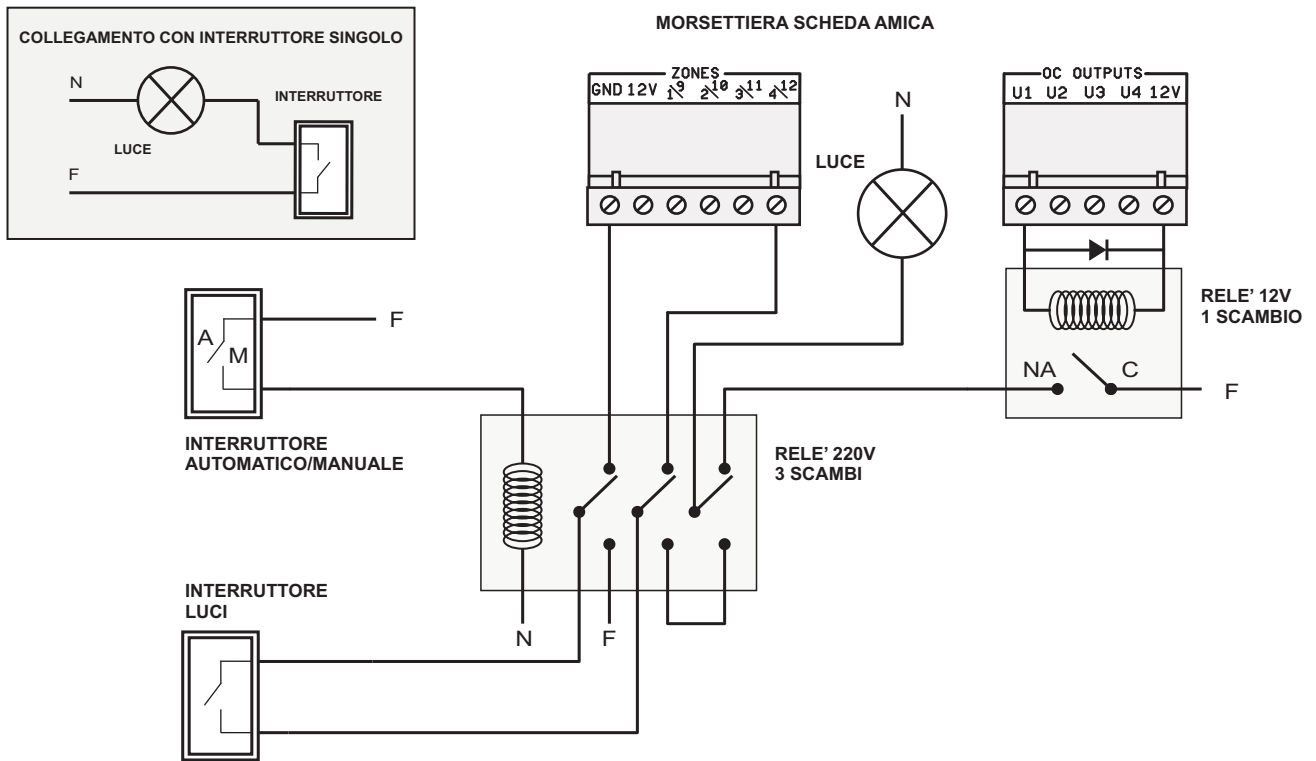 MORSETTIERA SCHEDA AMICA
COLLEGAMENTO CON INTERRUTTORE SINGOLO
N
INTERRUTTORE
LUCE
F
ZONES
GND 12V 1 9 2 10 3 11 4 12
N
LUCE
OC OUTPUTS
U1 U2 U3 U4 12V
RELE' 12V
1 SCAMBIO
NA C
F
A
M
F
INTERRUTTORE
AUTOMATICO/MANUALE
RELE' 220V
3 SCAMBI
N
F
INTERRUTTORE
LUCI